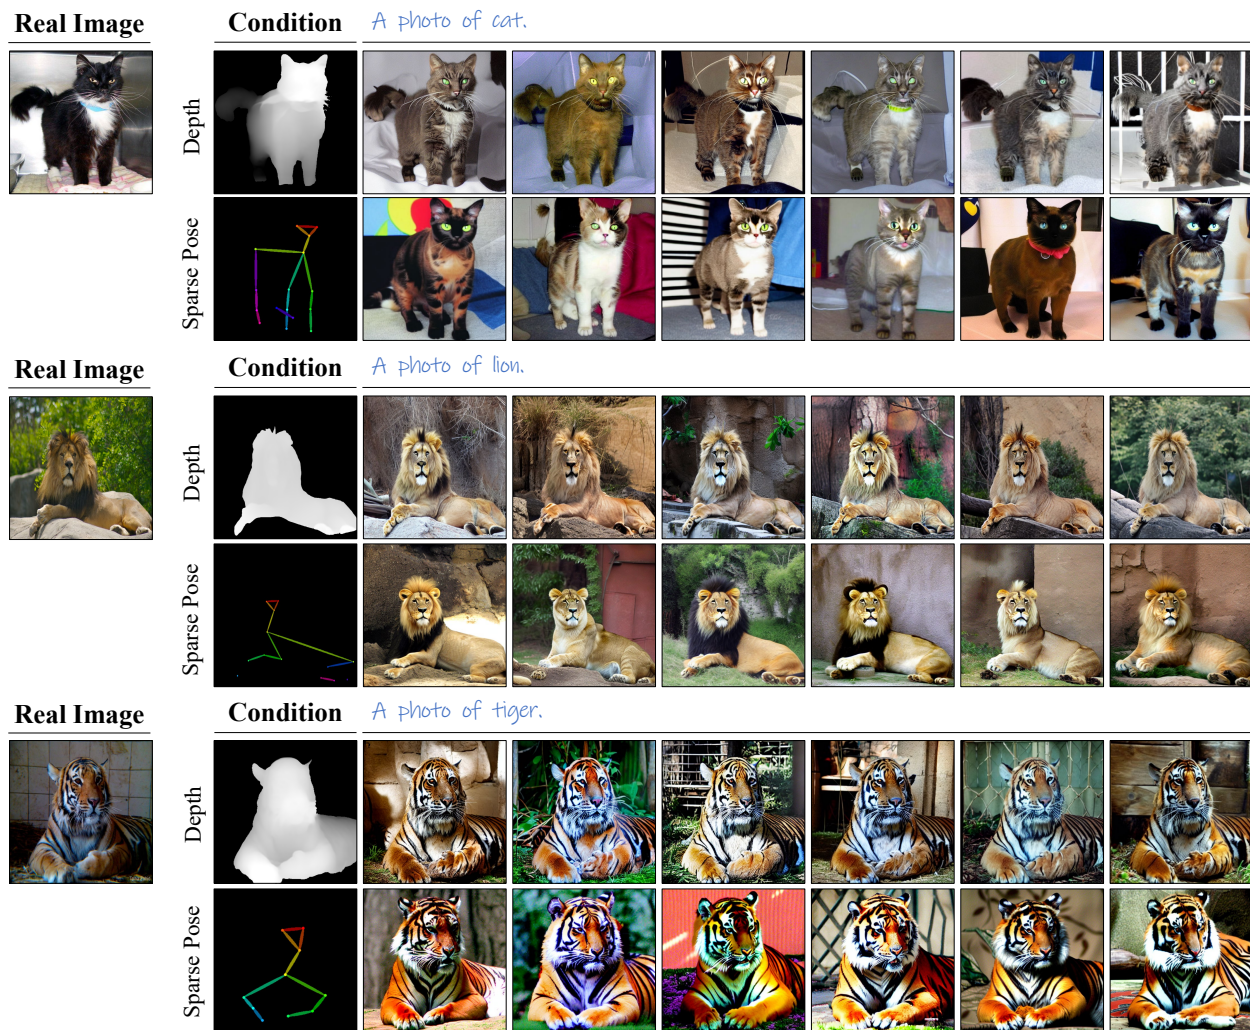 Real Image Condition A photo of cat.
Depth
Sparse Pose
Real Image Condition A photo of lion.
Depth
Sparse Pose
Real Image Condition A photo of tiger.
Depth
Sparse Pose